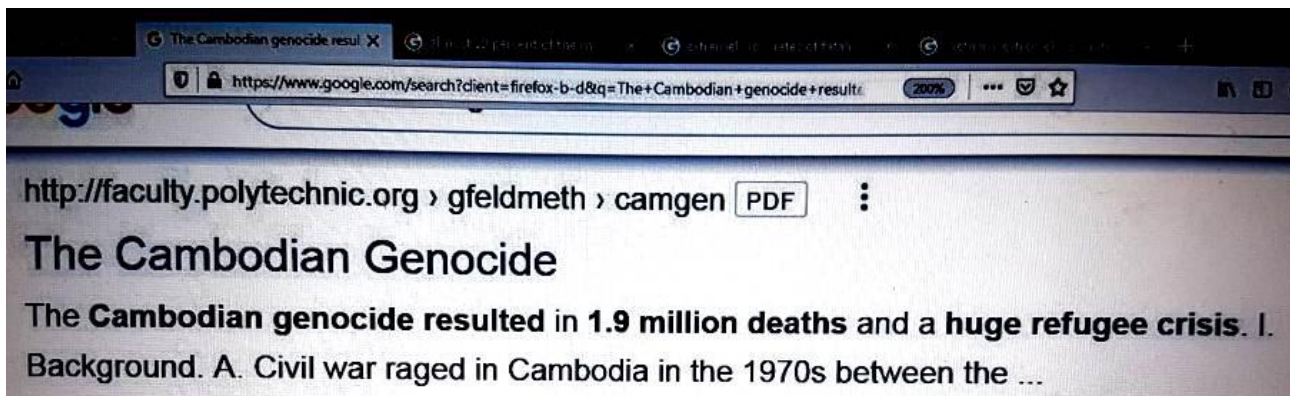 The Cambodian genocide resul
https://www.google.com/search?client=firefox-b-d&q=The+Cambodian+genocide+result
200%
http://faculty.polytechnic.org › gfeldmeth › camgen PDF
The Cambodian Genocide
The Cambodian genocide resulted in 1.9 million deaths and a huge refugee crisis. I.
Background. A. Civil war raged in Cambodia in the 1970s between the ...